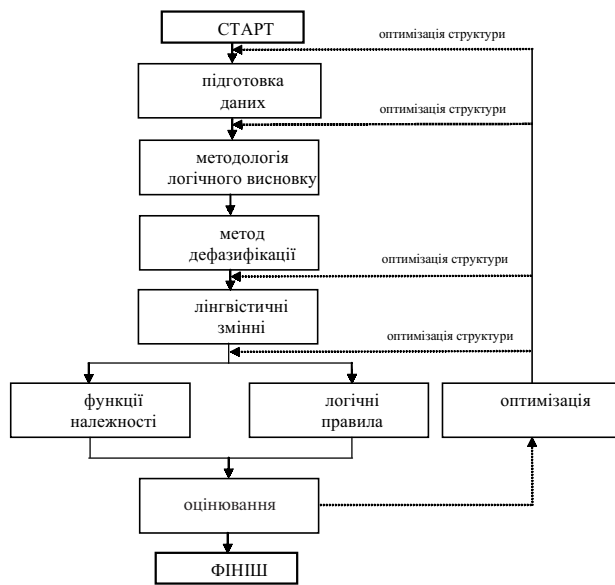 СТАРТ
оптимізація структури
підготовка
даних
оптимізація структури
методологія
логічного висновку
метод
дефазифікації
оптимізація структури
лінгвістичні
змінні
оптимізація структури
функції
належності
логічні
правила
оптимізація
оцінювання
ФІНІШ